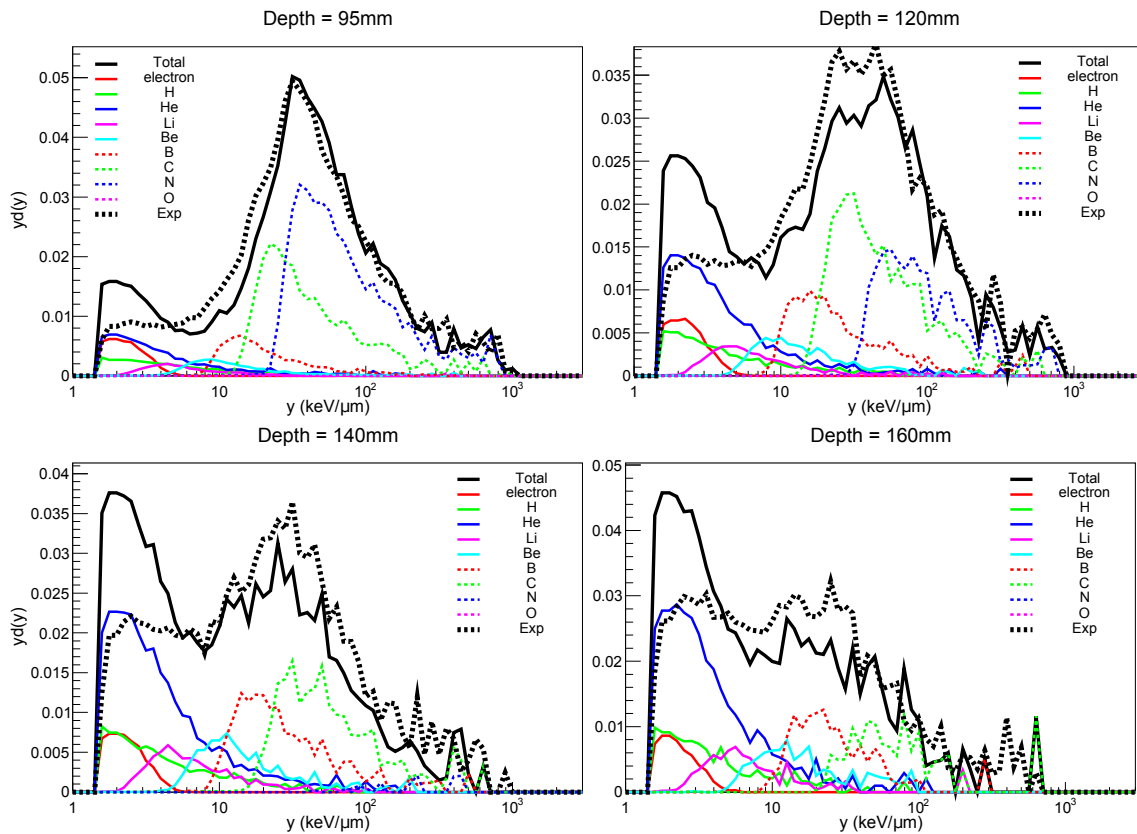 Depth = 95mm
yd(y)
0.05
0.04
0.03
0.02
0.01
0
Total
electron
H
He
Li
Be
B
C
N
O
Exp
1
10
10²
10³
y (keV/µm)
Depth = 120mm
0.035
0.03
0.025
0.02
0.015
0.01
0.005
0
Total
electron
H
He
Li
Be
B
C
N
O
Exp
1
10
10²
10³
y (keV/µm)
Depth = 140mm
yd(y)
0.04
0.035
0.03
0.025
0.02
0.015
0.01
0.005
0
Total
electron
H
He
Li
Be
B
C
N
O
Exp
1
10
10²
10³
y (keV/µm)
Depth = 160mm
0.05
0.04
0.03
0.02
0.01
0
Total
electron
H
He
Li
Be
B
C
N
O
Exp
1
10
10²
10³
y (keV/µm)